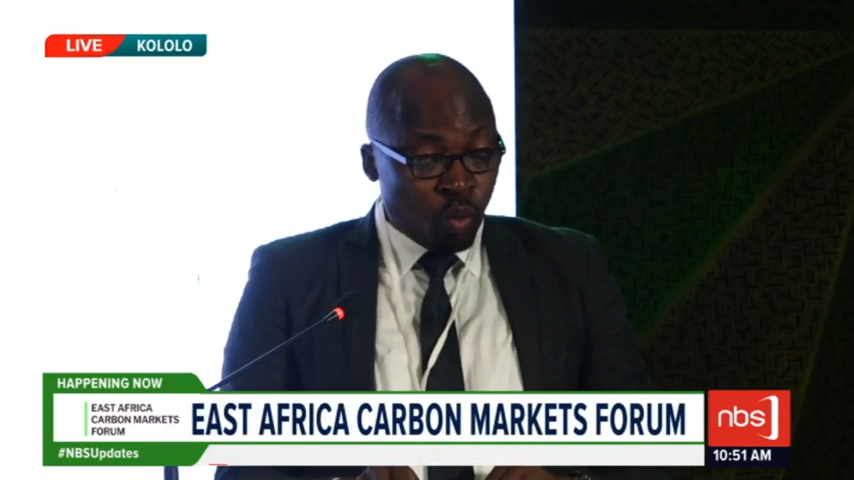 LIVE KOLOLO
HAPPENING NOW
EAST AFRICA
CARBON MARKETS
FORUM
EAST AFRICA CARBON MARKETS FORUM
nbs
#NBSUpdates
10:51 AM